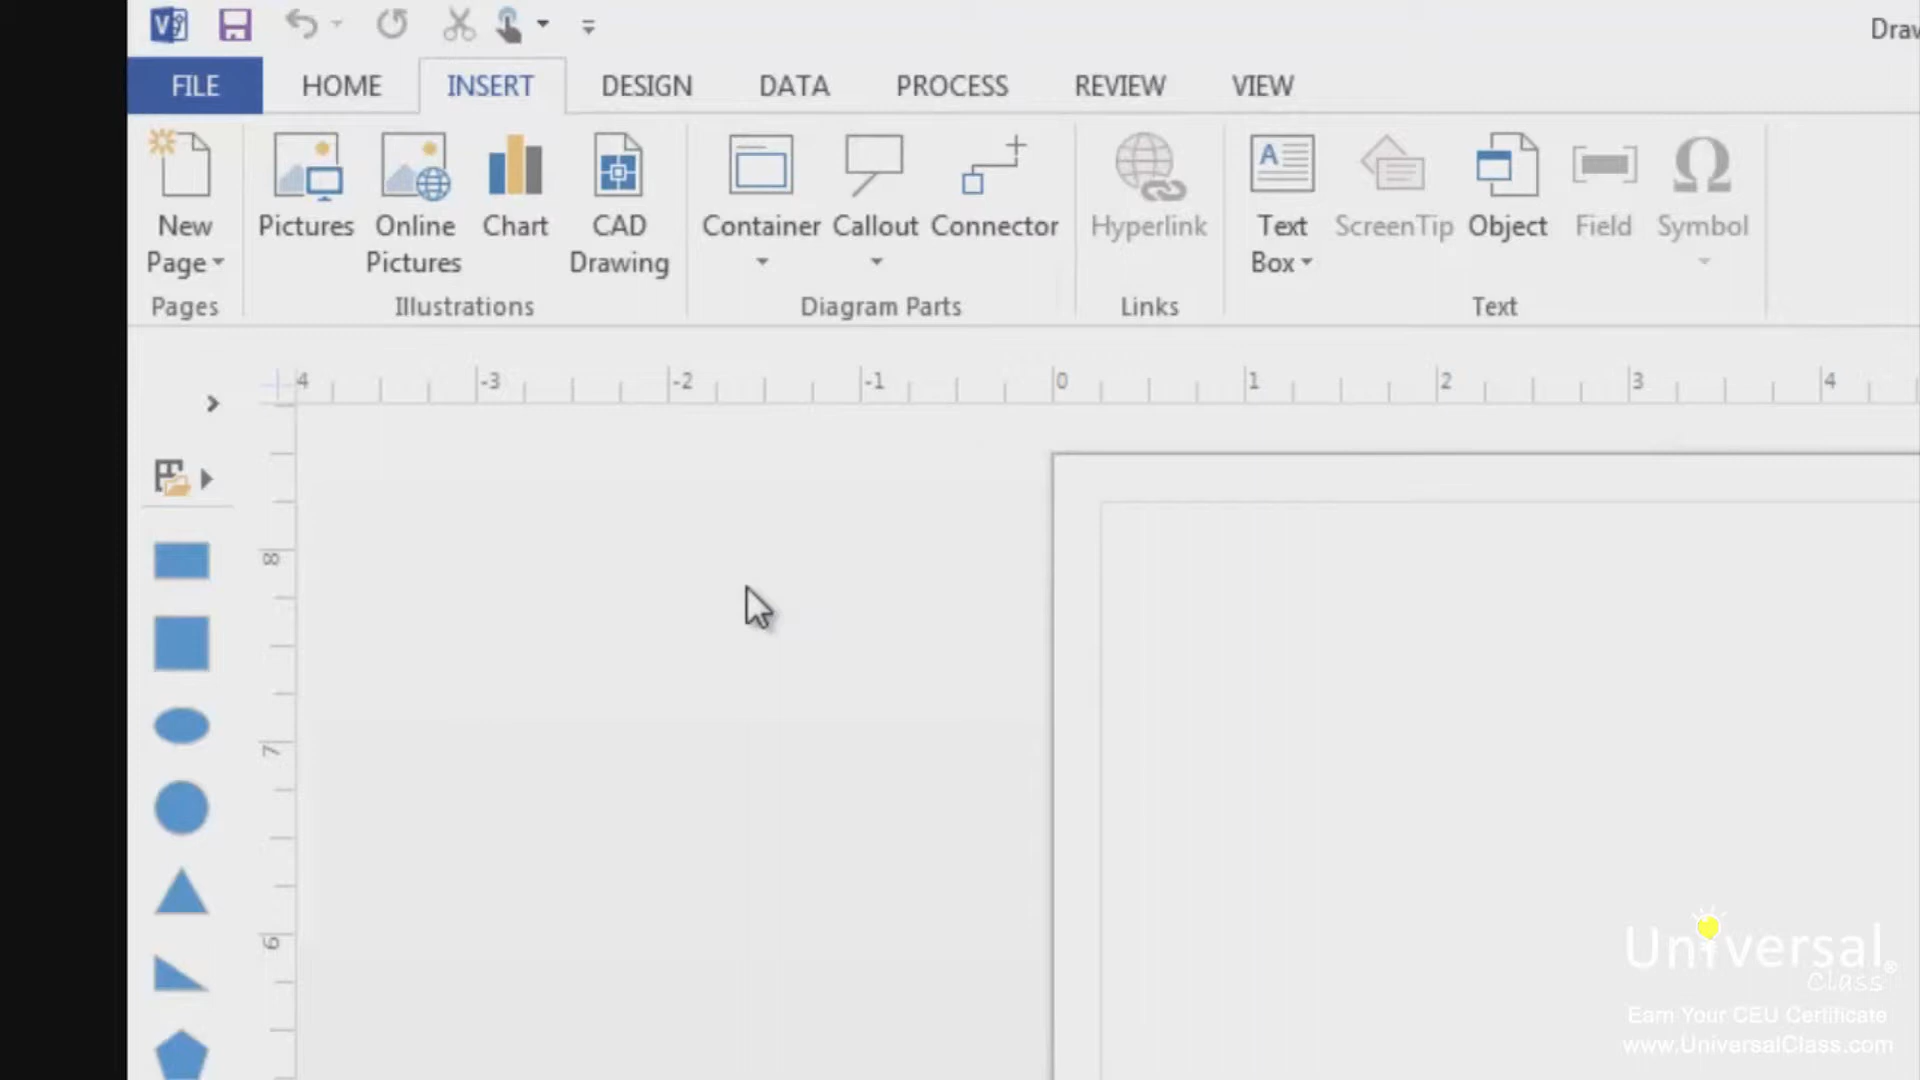 Draw
FILE HOME INSERT DESIGN DATA PROCESS REVIEW VIEW
New Page
Pictures
Online Pictures
Chart
CAD Drawing
Container
Callout
Connector
Hyperlink
Text Box
ScreenTip
Object
Field
Symbol
Pages
Illustrations
Diagram Parts
Links
Text
4 -3 -2 -1 0 1 2 3 4
8
7
6
Universal
Class®
Earn Your CEU Certificate
www.UniversalClass.com